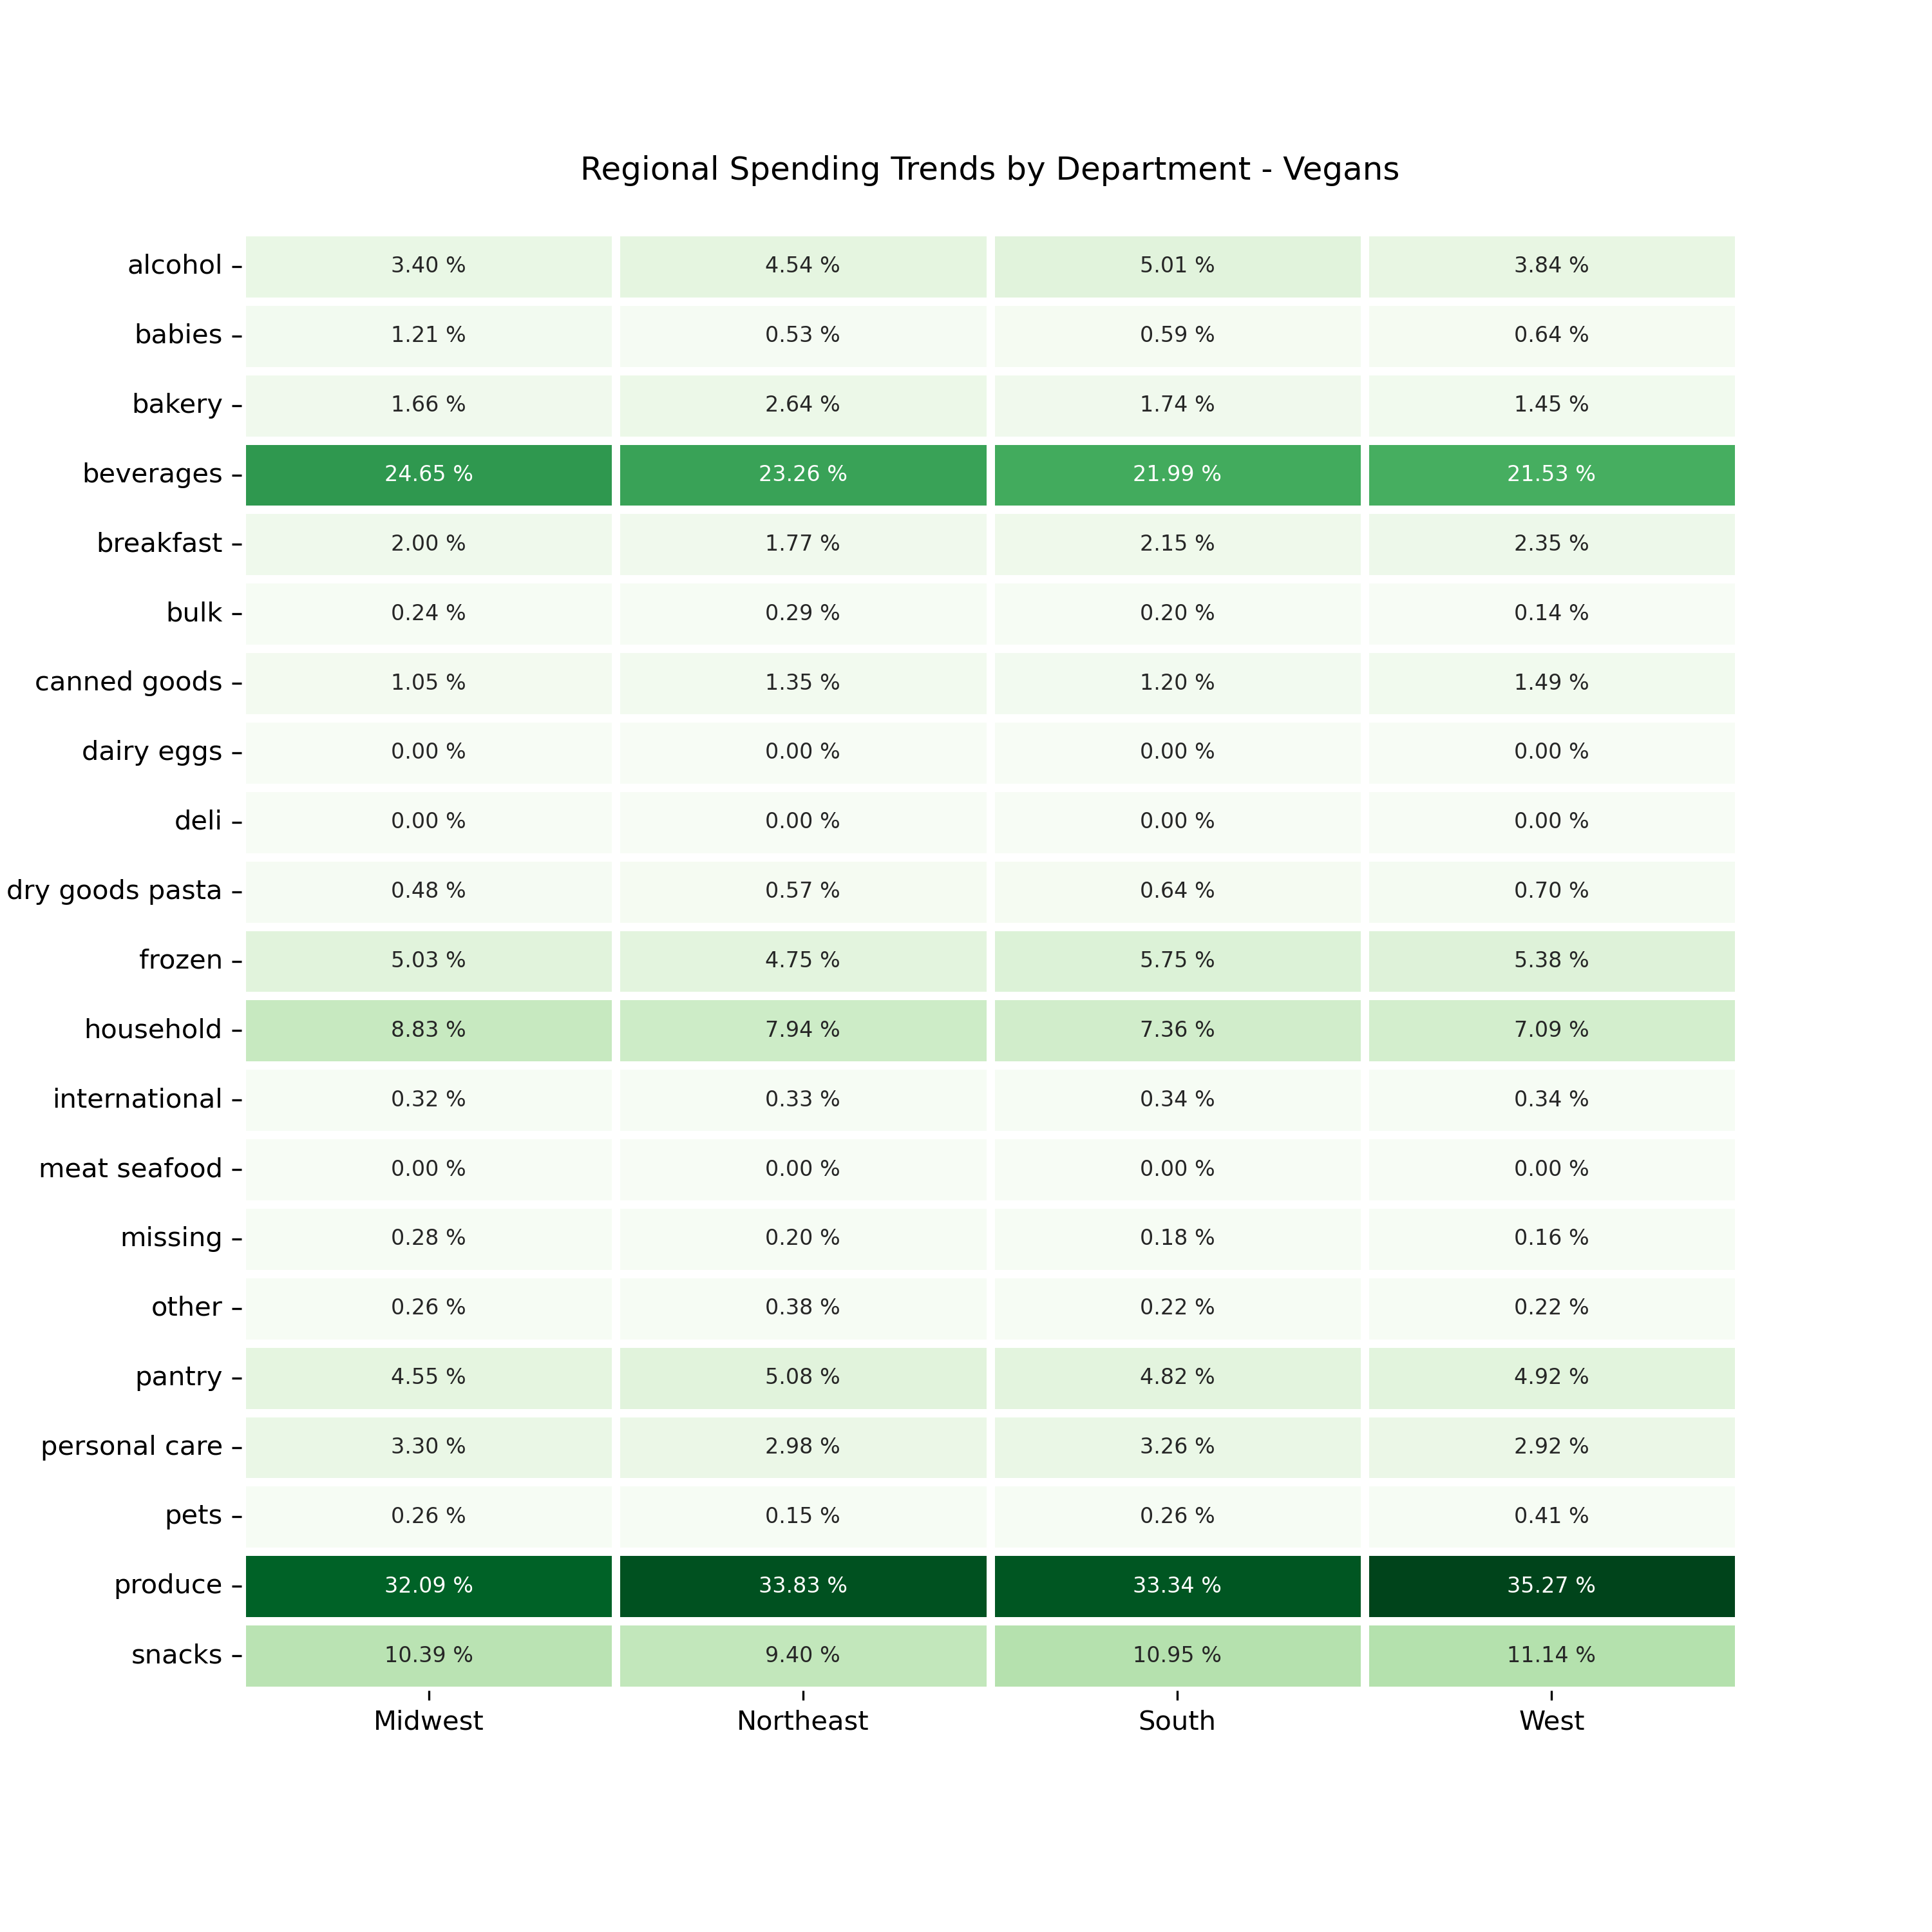 Regional Spending Trends by Department - Vegans
alcohol 3.40 % 4.54 % 5.01 % 3.84 %
babies 1.21 % 0.53 % 0.59 % 0.64 %
bakery 1.66 % 2.64 % 1.74 % 1.45 %
beverages 24.65 % 23.26 % 21.99 % 21.53 %
breakfast 2.00 % 1.77 % 2.15 % 2.35 %
bulk 0.24 % 0.29 % 0.20 % 0.14 %
canned goods 1.05 % 1.35 % 1.20 % 1.49 %
dairy eggs 0.00 % 0.00 % 0.00 % 0.00 %
deli 0.00 % 0.00 % 0.00 % 0.00 %
dry goods pasta 0.48 % 0.57 % 0.64 % 0.70 %
frozen 5.03 % 4.75 % 5.75 % 5.38 %
household 8.83 % 7.94 % 7.36 % 7.09 %
international 0.32 % 0.33 % 0.34 % 0.34 %
meat seafood 0.00 % 0.00 % 0.00 % 0.00 %
missing 0.28 % 0.20 % 0.18 % 0.16 %
other 0.26 % 0.38 % 0.22 % 0.22 %
pantry 4.55 % 5.08 % 4.82 % 4.92 %
personal care 3.30 % 2.98 % 3.26 % 2.92 %
pets 0.26 % 0.15 % 0.26 % 0.41 %
produce 32.09 % 33.83 % 33.34 % 35.27 %
snacks 10.39 % 9.40 % 10.95 % 11.14 %
Midwest Northeast South West